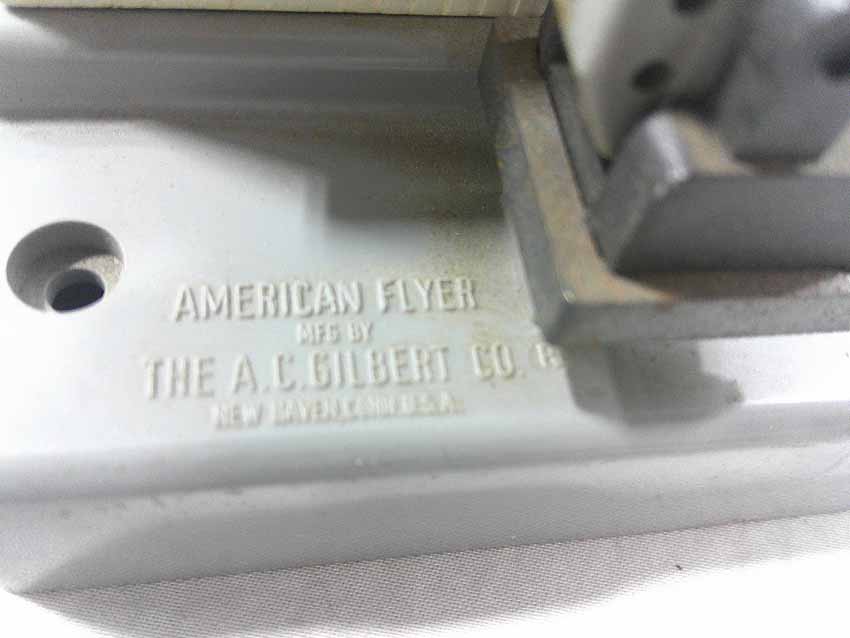 AMERICAN FLYER
MFG BY
THE A.C. GILBERT CO.
NEW HAVEN, CONN. U.S.A.